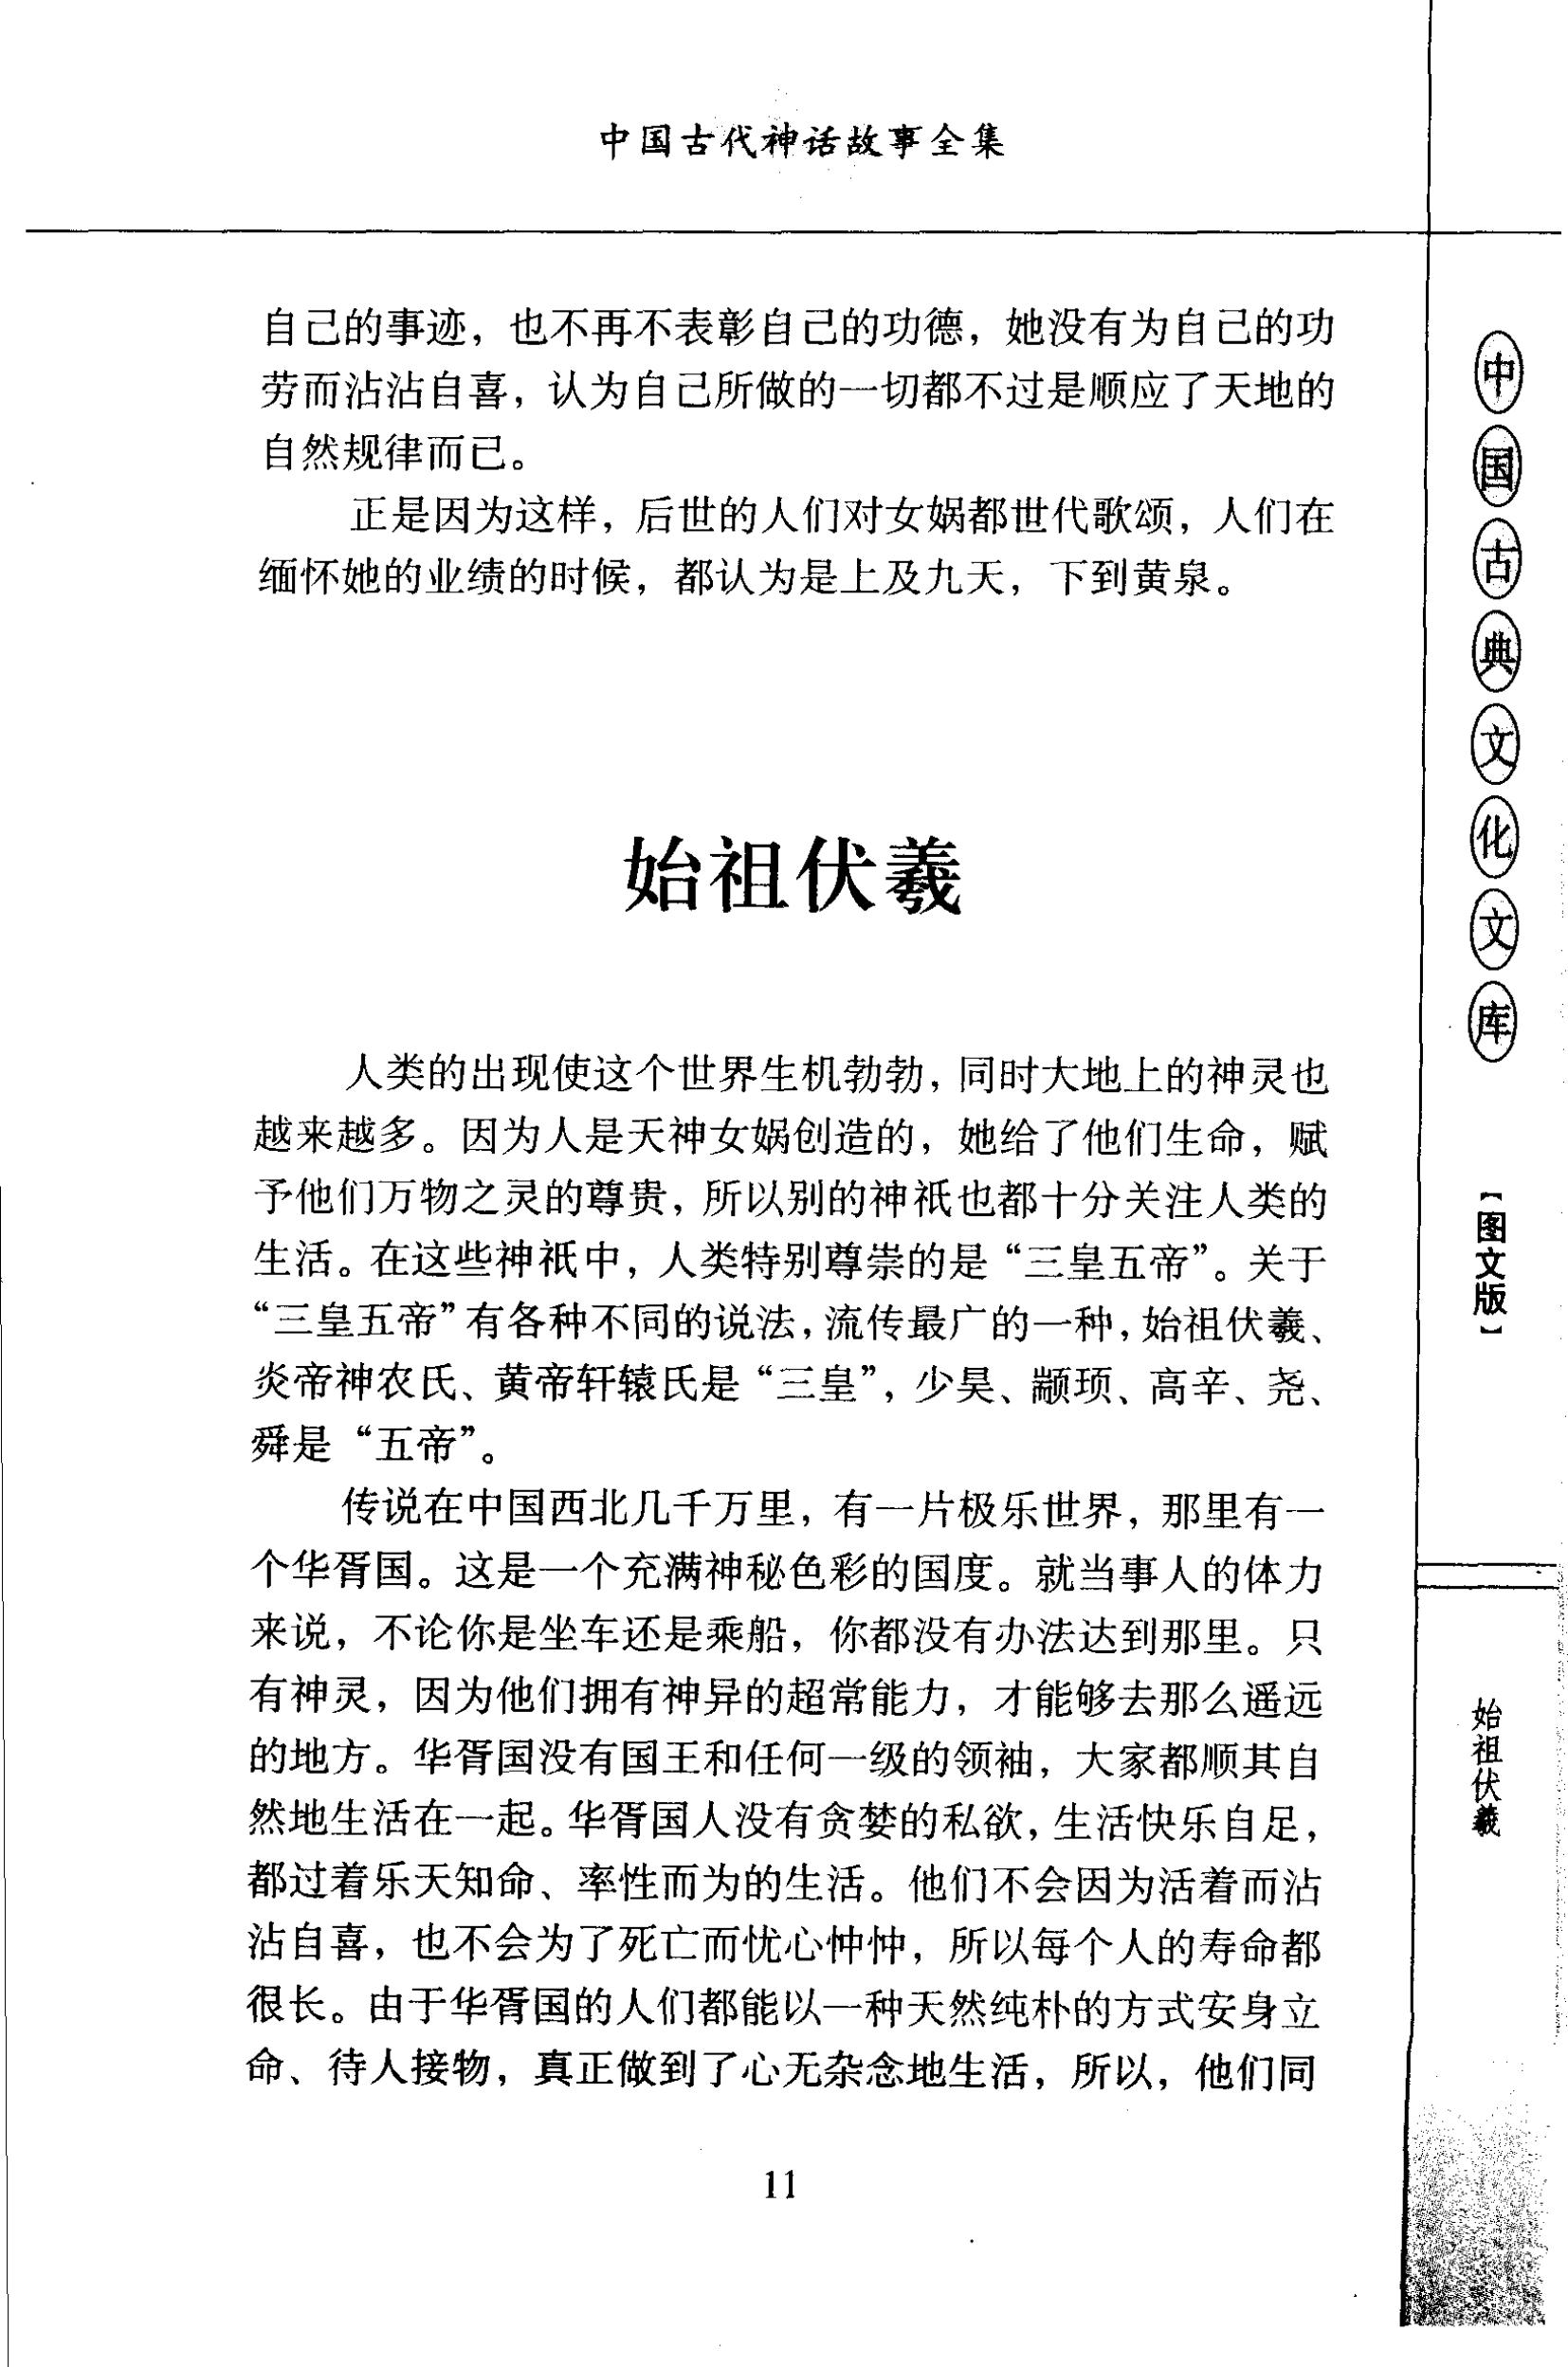 中国古代神话故事全集
自己的事迹，也不再不表彰自己的功德，她没有为自己的功
劳而沾沾自喜，认为自己所做的一切都不过是顺应了天地的
自然规律而已。
正是因为这样，后世的人们对女娲都世代歌颂，人们在
缅怀她的业绩的时候，都认为是上及九天，下到黄泉。
始祖伏羲
人类的出现使这个世界生机勃勃，同时大地上的神灵也
越来越多。因为人是天神女娲创造的，她给了他们生命，赋
予他们万物之灵的尊贵，所以别的神祇也都十分关注人类的
生活。在这些神祇中，人类特别尊崇的是“三皇五帝”。关于
“三皇五帝”有各种不同的说法，流传最广的一种，始祖伏羲、
炎帝神农氏、黄帝轩辕氏是“三皇”，少昊、颛顼、高辛、尧、
舜是“五帝”。
传说在中国西北几千万里，有一片极乐世界，那里有一
个华胥国。这是一个充满神秘色彩的国度。就当事人的体力
来说，不论你是坐车还是乘船，你都没有办法达到那里。只
有神灵，因为他们拥有神异的超常能力，才能够去那么遥远
的地方。华胥国没有国王和任何一级的领袖，大家都顺其自
然地生活在一起。华胥国人没有贪婪的私欲，生活快乐自足，
都过着乐天知命、率性而为的生活。他们不会因为活着而沾
沾自喜，也不会为了死亡而忧心忡忡，所以每个人的寿命都
很长。由于华胥国的人们都能以一种天然纯朴的方式安身立
命、待人接物，真正做到了心无杂念地生活，所以，他们同
11
中国古典文化文库
【图文版】
始祖伏羲